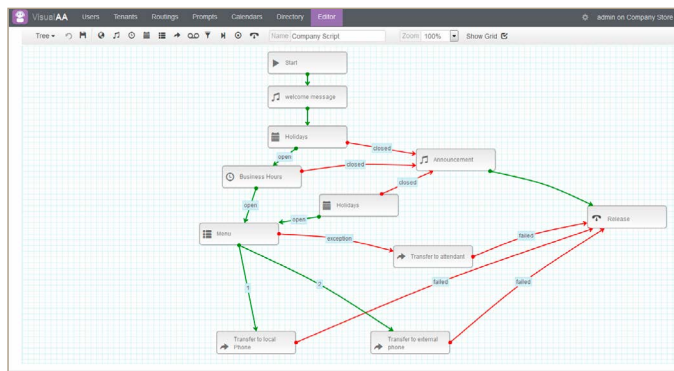 VisualAA Users Tenants Routings Prompts Calendars Directory Editor admin on Company Store
Tree Name Company Script Zoom 100% Show Grid
Start
welcome message
Holidays
closed
open
Announcement
closed
Business Hours
closed
open
Holidays
open
Release
Menu
exception
failed
Transfer to attendant
failed
failed
1
2
Transfer to local
Phone
Transfer to external
phone